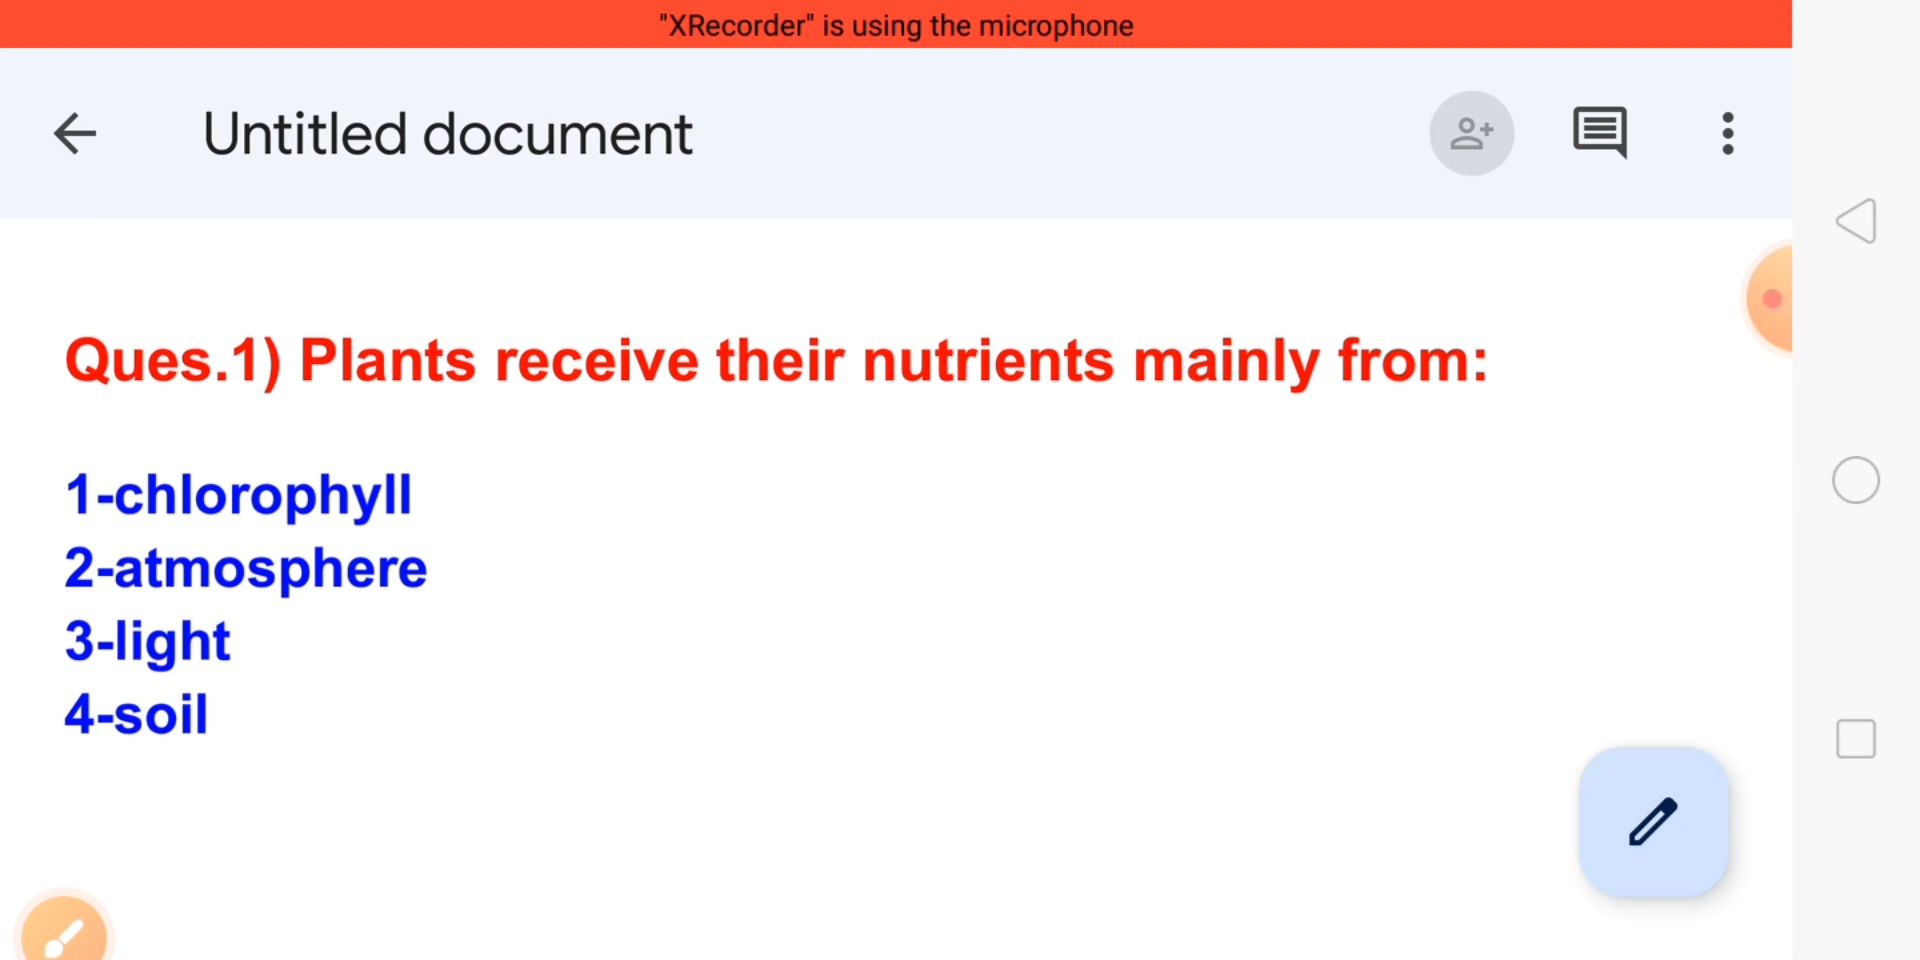 "XRecorder" is using the microphone
Untitled document
Ques.1) Plants receive their nutrients mainly from:
1-chlorophyll
2-atmosphere
3-light
4-soil